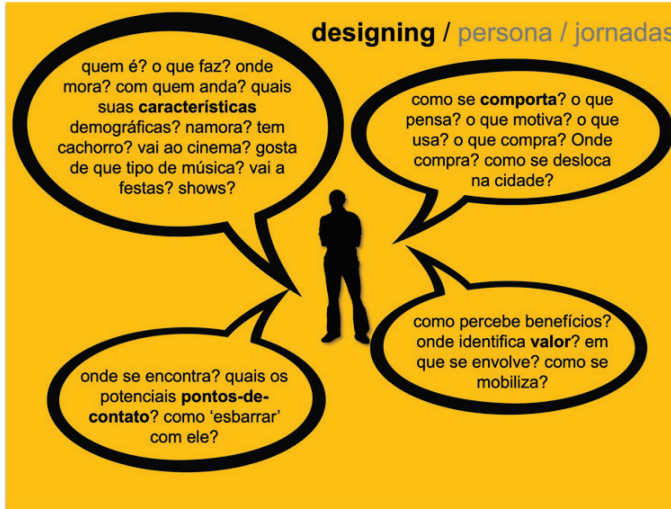 designing / persona / jornadas
quem é? o que faz? onde
mora? com quem anda? quais
suas características
demográficas? namora? tem
cachorro? vai ao cinema? gosta
de que tipo de música? vai a
festas? shows?
como se comporta? o que
pensa? o que motiva? o que
usa? o que compra? Onde
compra? como se desloca
na cidade?
onde se encontra? quais os
potenciais pontos-de-
contato? como ‘esbarrar’
com ele?
como percebe benefícios?
onde identifica valor? em
que se envolve? como se
mobiliza?